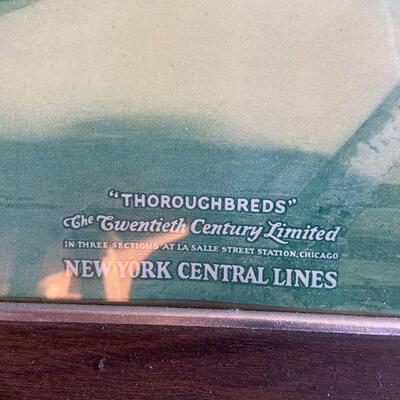 "THOROUGHBREDS"
The Twentieth Century Limited
IN THREE SECTIONS AT LA SALLE STREET STATION, CHICAGO
NEW YORK CENTRAL LINES